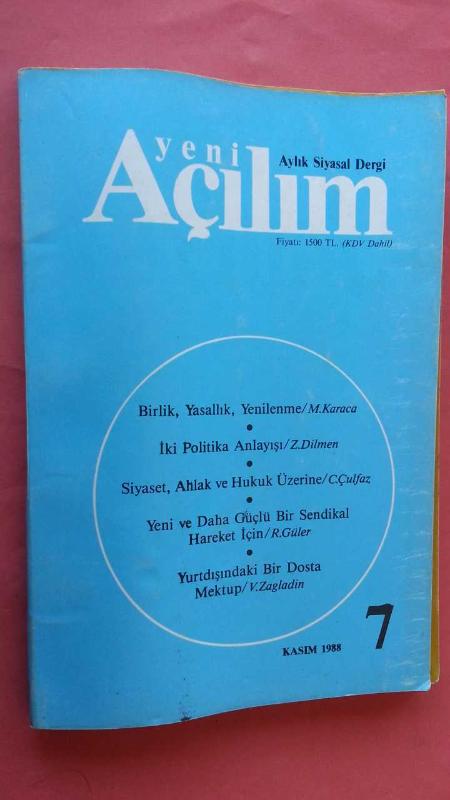 yeni
Açılım
Aylık Siyasal Dergi
Fiyatı: 1500 TL. (KDV Dahil)
Birlik, Yasallık, Yenilenme/M.Karaca
•
İki Politika Anlayışı/Z.Dilmen
•
Siyaset, Ahlak ve Hukuk Üzerine/C.Çulfaz
•
Yeni ve Daha Güçlü Bir Sendikal
Hareket İçin/R.Güler
•
Yurtdışındaki Bir Dosta
Mektup/V.Zagladin
KASIM 1988
7